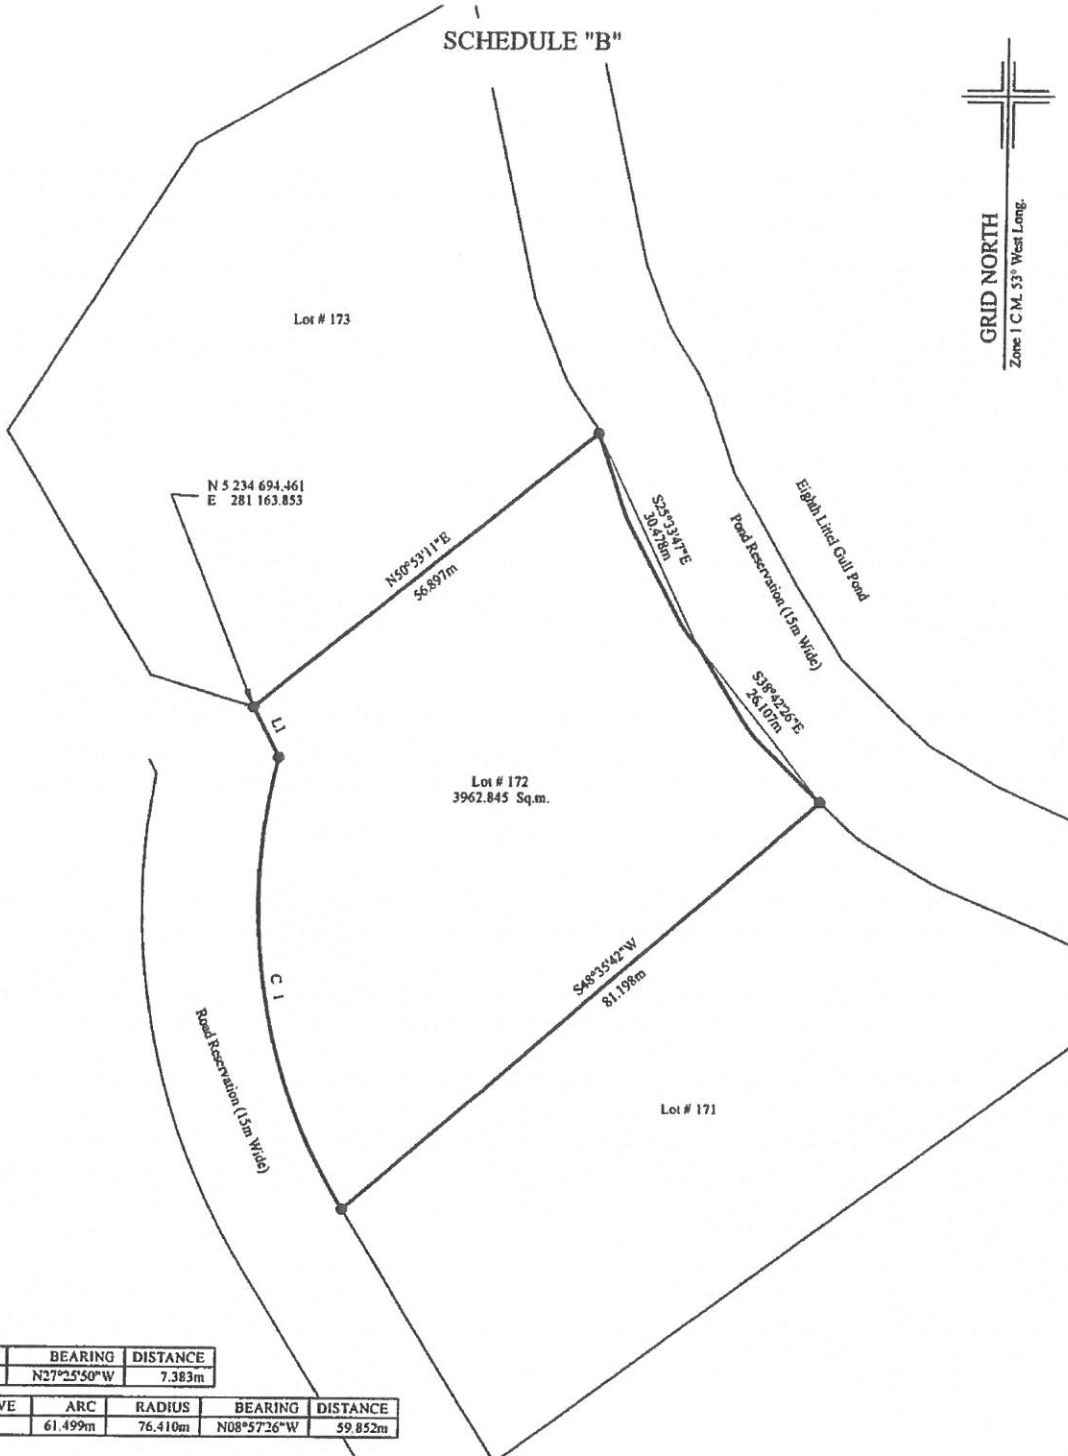 SCHEDULE "B"
GRID NORTH
Zone 1 C.M. 53° West Long.
Lot # 173
N 5 234 694.461
E 281 163.853
N50°53'11"E
56.897m
S25°33'47"E
30.478m
Pond Reservation (15m Wide)
Eighth Littel Gull Pond
S38°42'26"E
26.107m
L1
Lot # 172
3962.845 Sq.m.
C 1
S48°35'42"W
81.198m
Road Reservation (15m Wide)
Lot # 171
BEARING DISTANCE
N27°25'50"W 7.383m
VE ARC RADIUS BEARING DISTANCE
61.499m 76.410m N08°57'26"W 59.852m